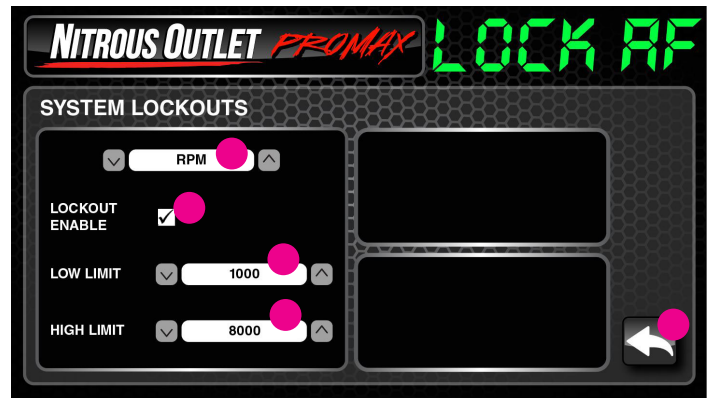 NITROUS OUTLET PROMAX
LOCK AF
SYSTEM LOCKOUTS
RPM
LOCKOUT
ENABLE
LOW LIMIT 1000
HIGH LIMIT 8000